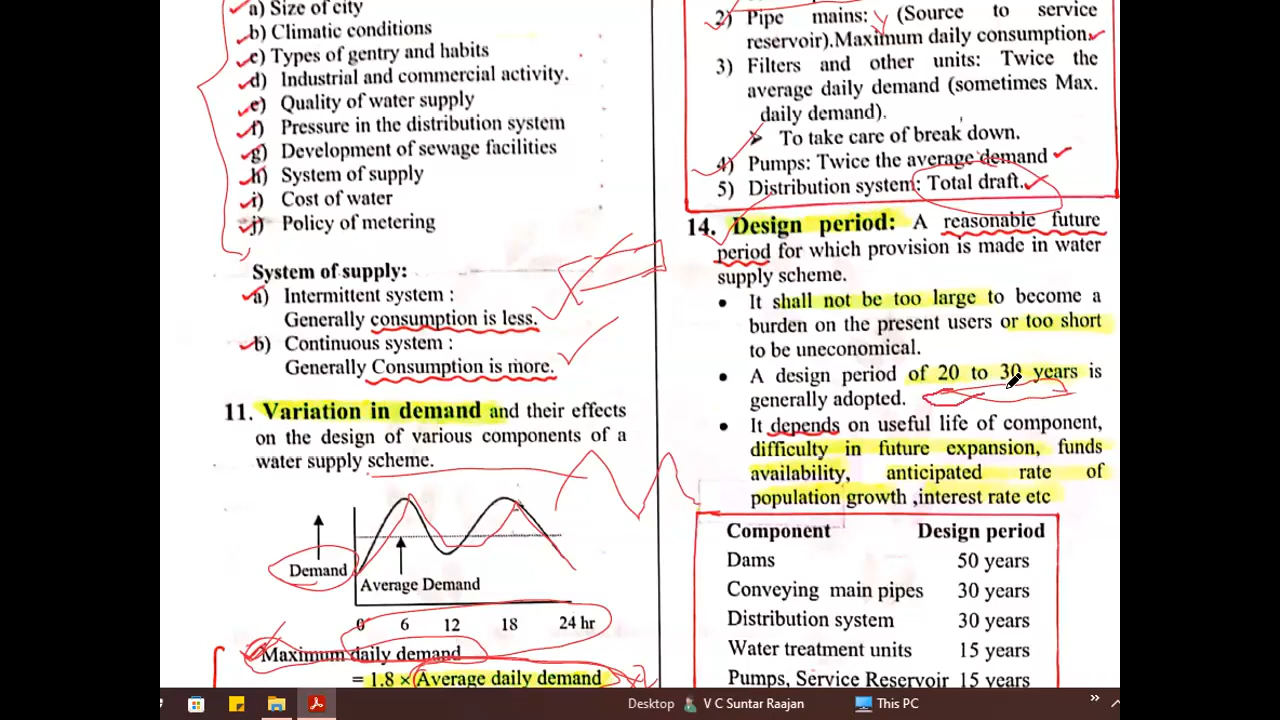 a) Size of city
b) Climatic conditions
c) Types of gentry and habits
d) Industrial and commercial activity.
e) Quality of water supply
f) Pressure in the distribution system
g) Development of sewage facilities
h) System of supply
i) Cost of water
j) Policy of metering
System of supply:
a) Intermittent system :
Generally consumption is less.
b) Continuous system :
Generally Consumption is more.
11. Variation in demand and their effects
on the design of various components of a
water supply scheme.
Demand
Average Demand
0 6 12 18 24 hr
Maximum daily demand
= 1.8 × Average daily demand
2) Pipe mains: (Source to service
reservoir).Maximum daily consumption.
3) Filters and other units: Twice the
average daily demand (sometimes Max.
daily demand).
➢ To take care of break down.
4) Pumps: Twice the average demand
5) Distribution system: Total draft.
14. Design period: A reasonable future
period for which provision is made in water
supply scheme.
• It shall not be too large to become a
burden on the present users or too short
to be uneconomical.
• A design period of 20 to 30 years is
generally adopted.
• It depends on useful life of component,
difficulty in future expansion, funds
availability, anticipated rate of
population growth ,interest rate etc
Component Design period
Dams 50 years
Conveying main pipes 30 years
Distribution system 30 years
Water treatment units 15 years
Pumps, Service Reservoir 15 years
Desktop V C Suntar Raajan This PC